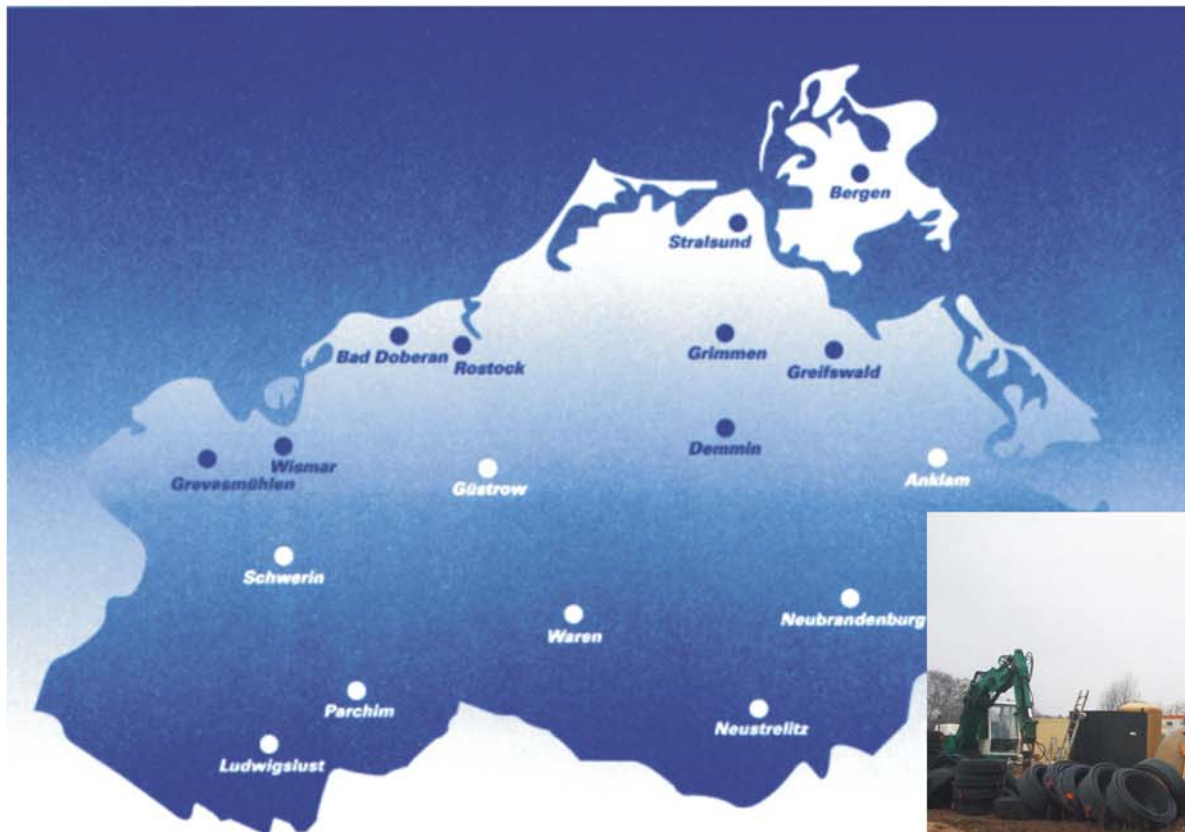 Bergen
Stralsund
Bad Doberan
Rostock
Grimmen
Greifswald
Demmin
Wismar
Grevesmühlen
Güstrow
Anklam
Schwerin
Waren
Neubrandenburg
Parchim
Neustrelitz
Ludwigslust